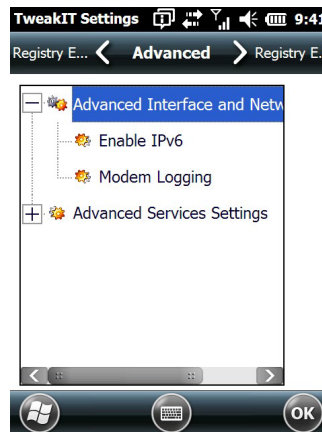 TweakIT Settings 9:41
Registry E... Advanced Registry E.
Advanced Interface and Netw
Enable IPv6
Modem Logging
Advanced Services Settings
OK